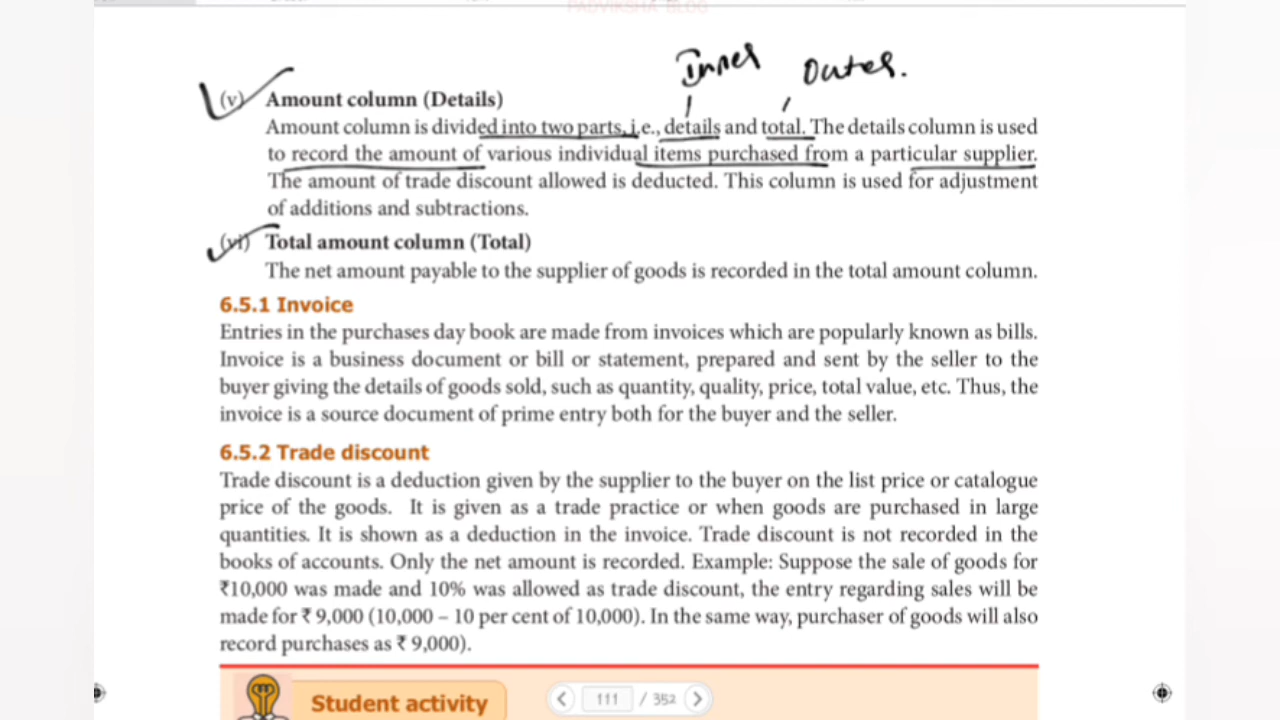 PADVIKSHA BLOG
Inner Outer.
(v) Amount column (Details)
Amount column is divided into two parts, i.e., details and total. The details column is used
to record the amount of various individual items purchased from a particular supplier.
The amount of trade discount allowed is deducted. This column is used for adjustment
of additions and subtractions.
(vi) Total amount column (Total)
The net amount payable to the supplier of goods is recorded in the total amount column.
6.5.1 Invoice
Entries in the purchases day book are made from invoices which are popularly known as bills.
Invoice is a business document or bill or statement, prepared and sent by the seller to the
buyer giving the details of goods sold, such as quantity, quality, price, total value, etc. Thus, the
invoice is a source document of prime entry both for the buyer and the seller.
6.5.2 Trade discount
Trade discount is a deduction given by the supplier to the buyer on the list price or catalogue
price of the goods. It is given as a trade practice or when goods are purchased in large
quantities. It is shown as a deduction in the invoice. Trade discount is not recorded in the
books of accounts. Only the net amount is recorded. Example: Suppose the sale of goods for
₹10,000 was made and 10% was allowed as trade discount, the entry regarding sales will be
made for ₹ 9,000 (10,000 – 10 per cent of 10,000). In the same way, purchaser of goods will also
record purchases as ₹ 9,000).
Student activity
111 / 352